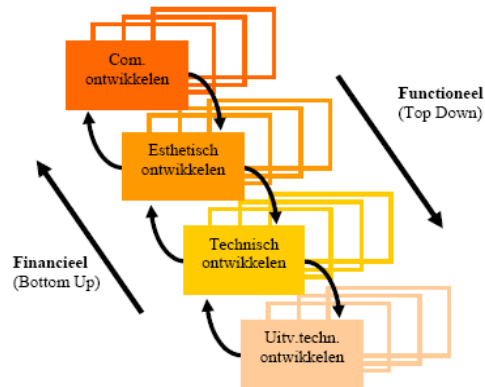 Com.
ontwikkelen
Functioneel
(Top Down)
Esthetisch
ontwikkelen
Technisch
ontwikkelen
Financieel
(Bottom Up)
Uitv.techn.
ontwikkelen